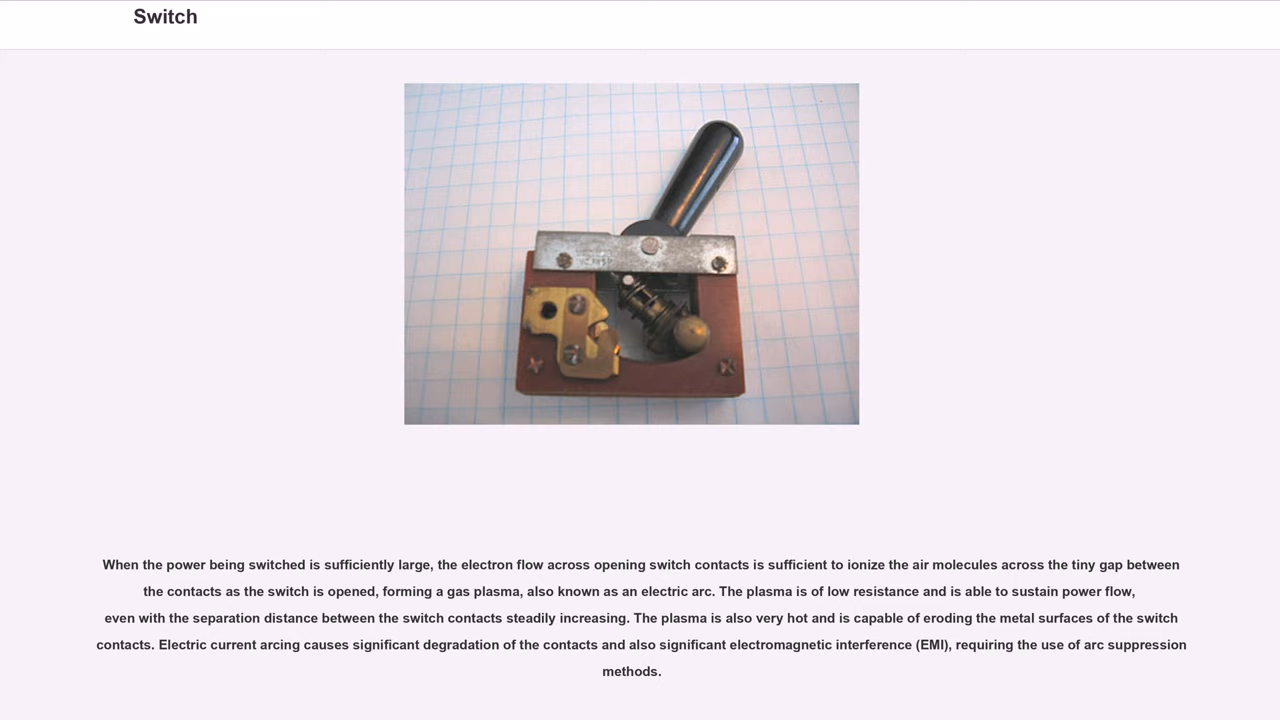 Switch
When the power being switched is sufficiently large, the electron flow across opening switch contacts is sufficient to ionize the air molecules across the tiny gap between
the contacts as the switch is opened, forming a gas plasma, also known as an electric arc. The plasma is of low resistance and is able to sustain power flow,
even with the separation distance between the switch contacts steadily increasing. The plasma is also very hot and is capable of eroding the metal surfaces of the switch
contacts. Electric current arcing causes significant degradation of the contacts and also significant electromagnetic interference (EMI), requiring the use of arc suppression
methods.